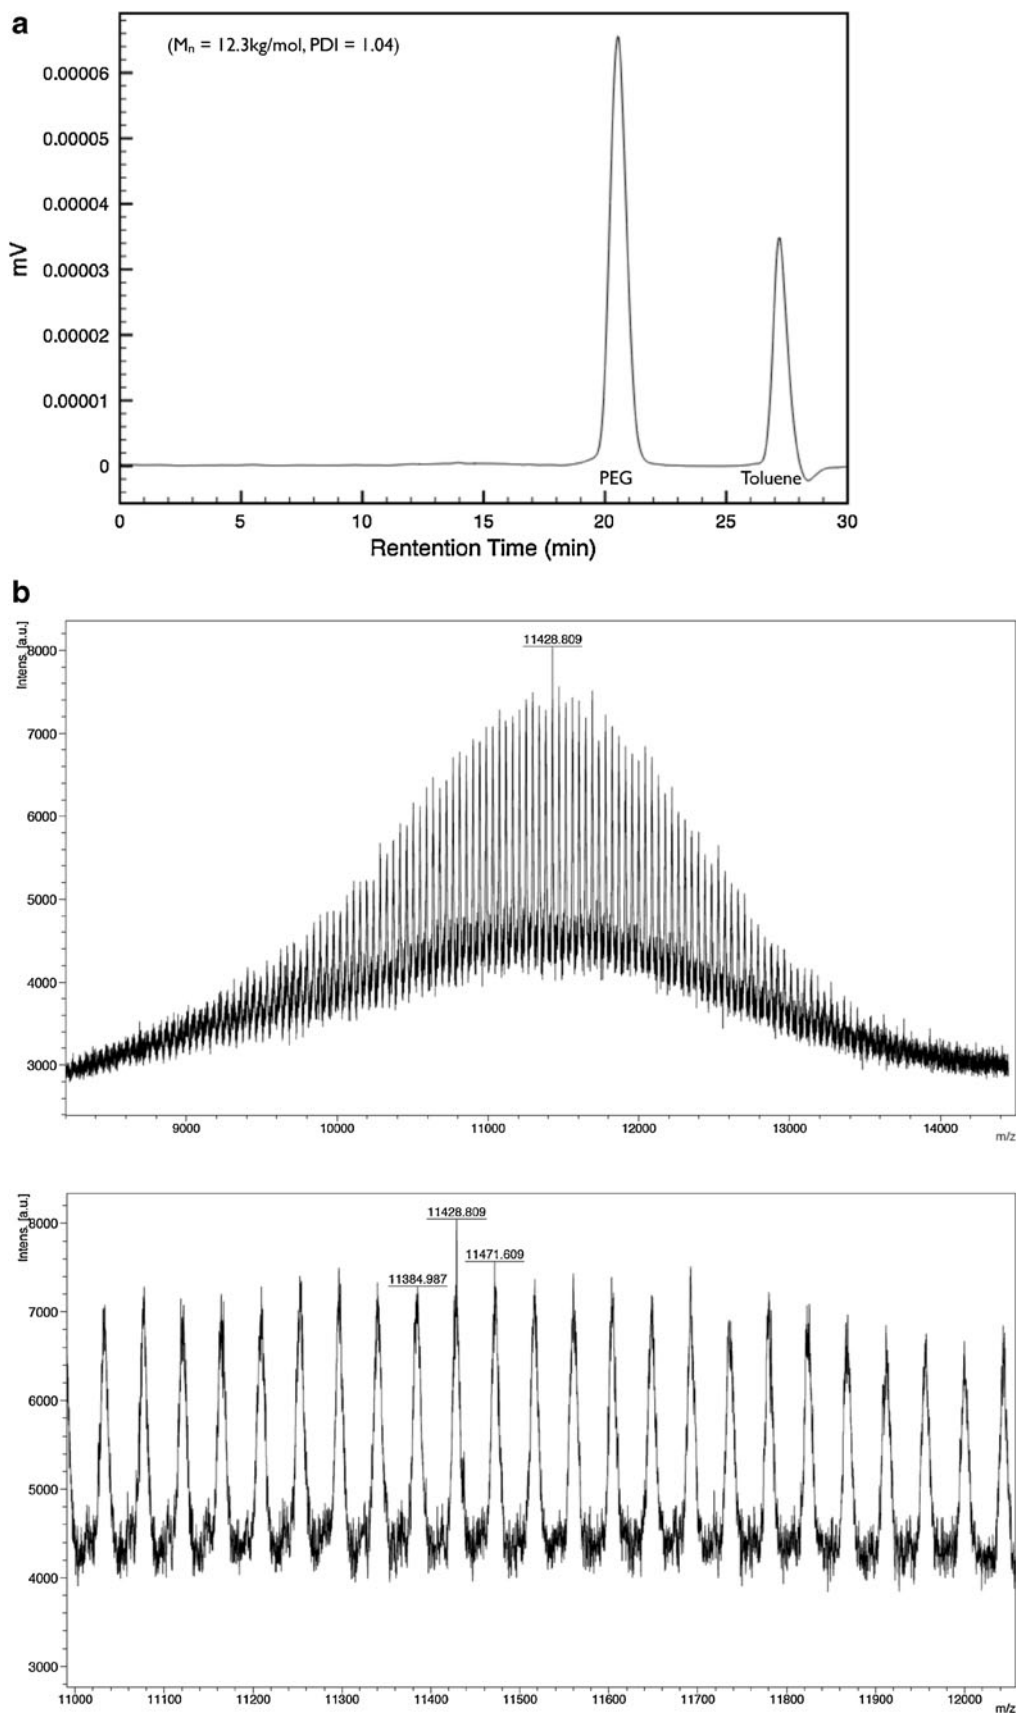 a
(Mn = 12.3kg/mol, PDI = 1.04)
0.00006
0.00005
0.00004
0.00003
0.00002
0.00001
0
mV
PEG
Toluene
0 5 10 15 20 25 30
Rentention Time (min)
b
Intens. [a.u.]
11428.809
8000
7000
6000
5000
4000
3000
9000 10000 11000 12000 13000 14000
m/z
Intens. [a.u.]
11428.809
8000
11471.609
11384.987
7000
6000
5000
4000
3000
11000 11100 11200 11300 11400 11500 11600 11700 11800 11900 12000
m/z